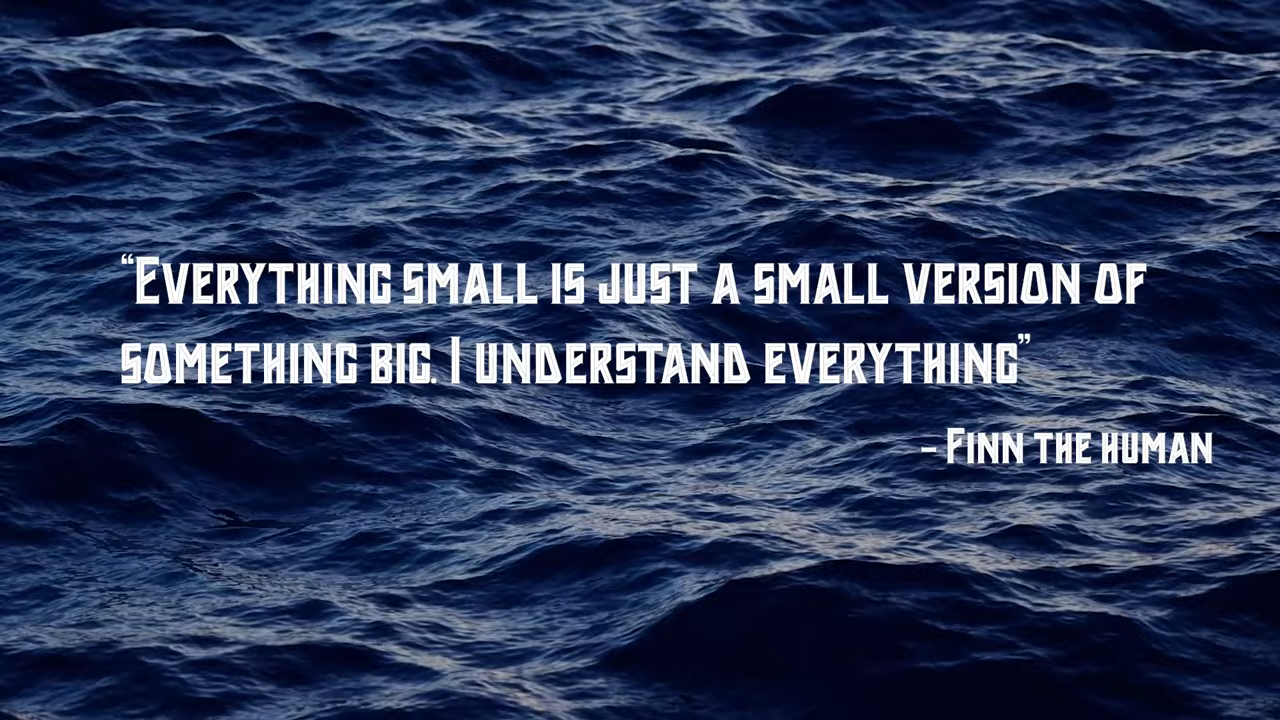 “Everything small is just a small version of
something big. I understand everything”
– Finn the human